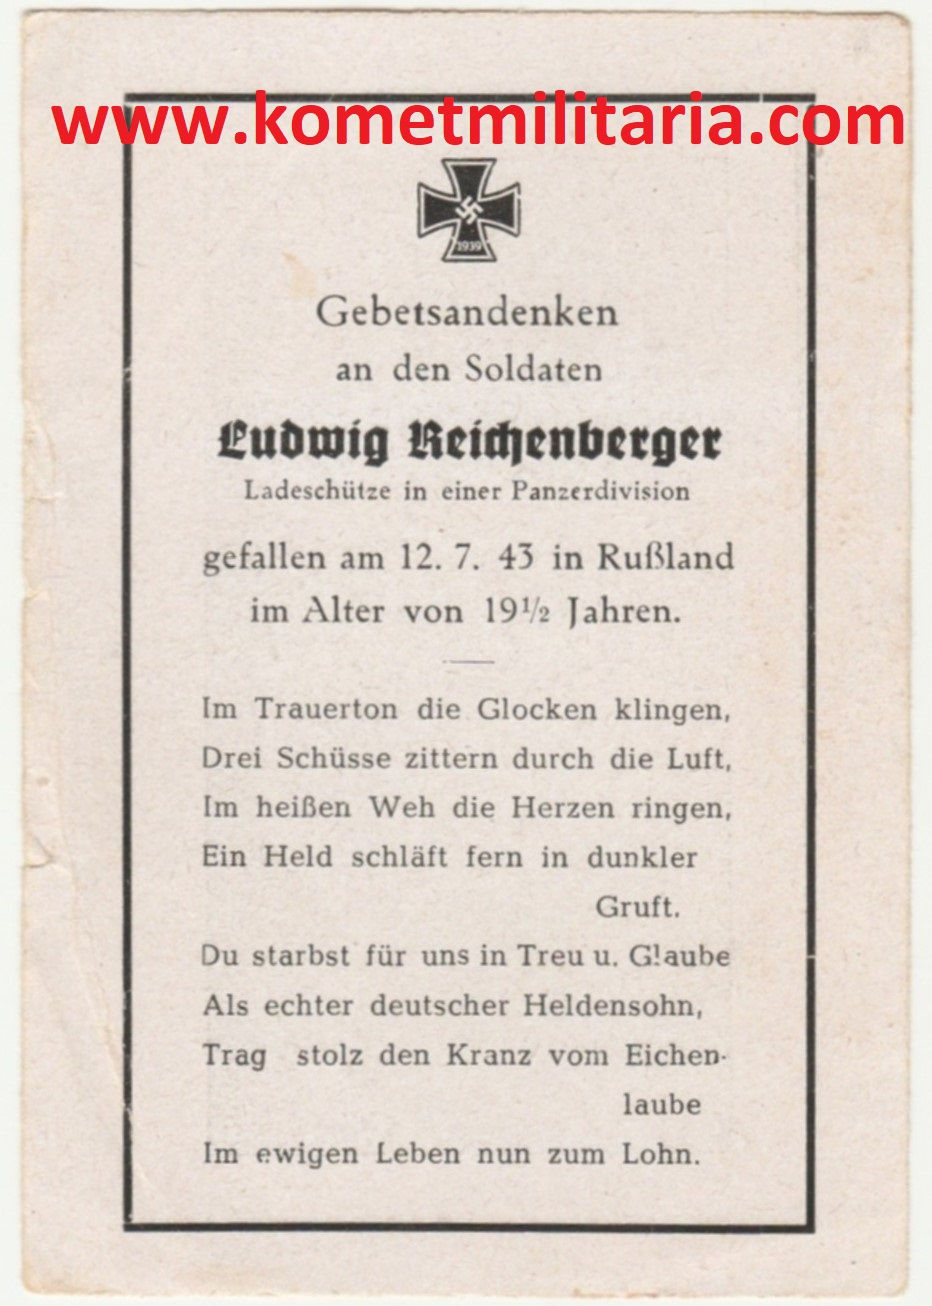 www.kometmilitaria.com
1939
Gebetsandenken
an den Soldaten
Ludwig Reichenberger
Ladeschütze in einer Panzerdivision
gefallen am 12. 7. 43 in Rußland
im Alter von 19½ Jahren.
Im Trauerton die Glocken klingen,
Drei Schüsse zittern durch die Luft,
Im heißen Weh die Herzen ringen,
Ein Held schläft fern in dunkler
Gruft.
Du starbst für uns in Treu u. Glaube
Als echter deutscher Heldensohn,
Trag stolz den Kranz vom Eichen-
laube
Im ewigen Leben nun zum Lohn.